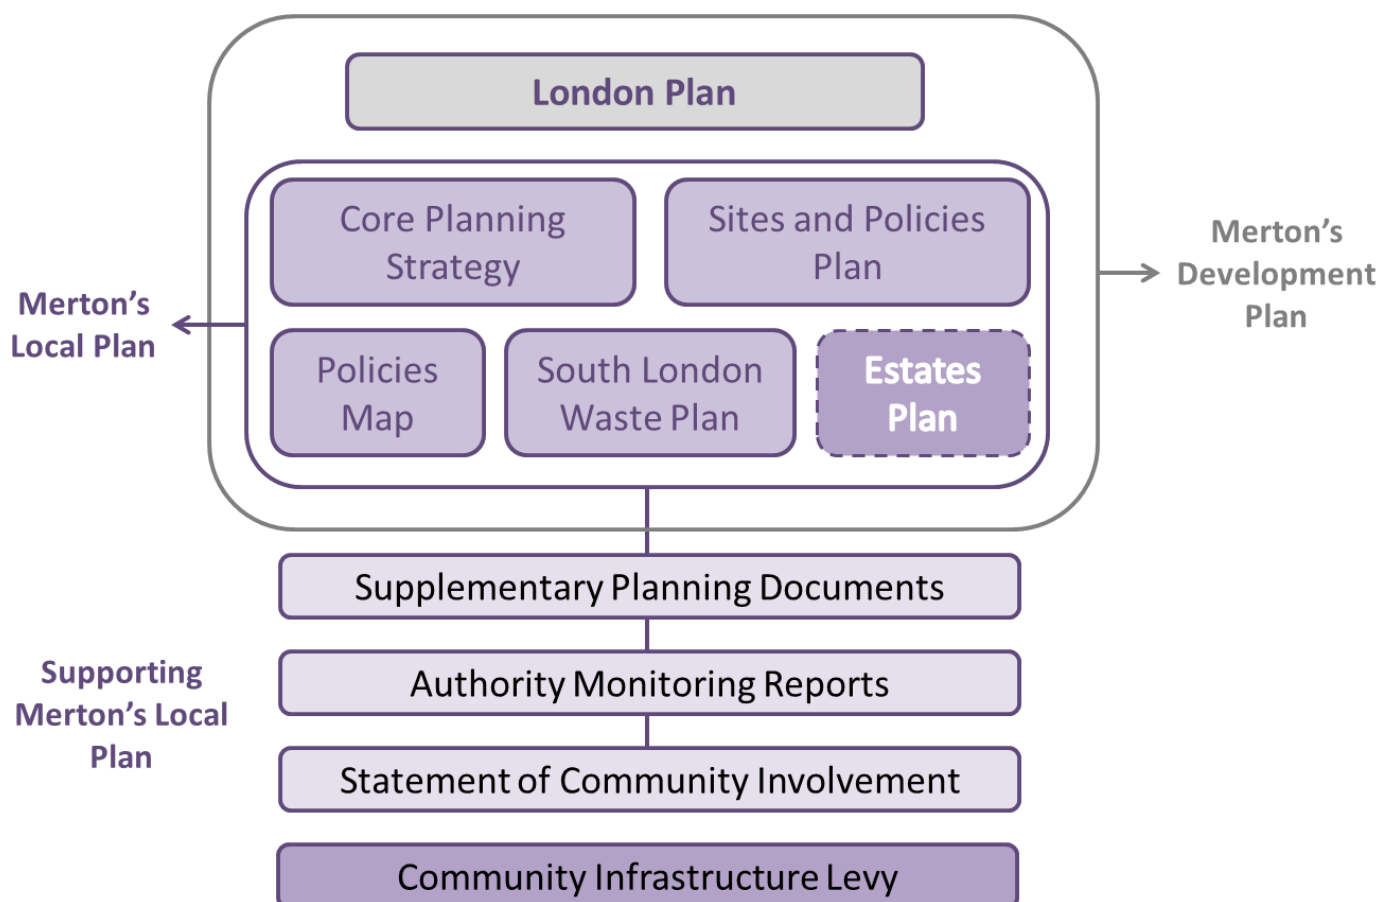 London Plan
Core Planning
Strategy
Sites and Policies
Plan
Merton’s
Development
Plan
Merton’s
Local Plan
Policies
Map
South London
Waste Plan
Estates
Plan
Supplementary Planning Documents
Authority Monitoring Reports
Supporting
Merton’s Local
Plan
Statement of Community Involvement
Community Infrastructure Levy